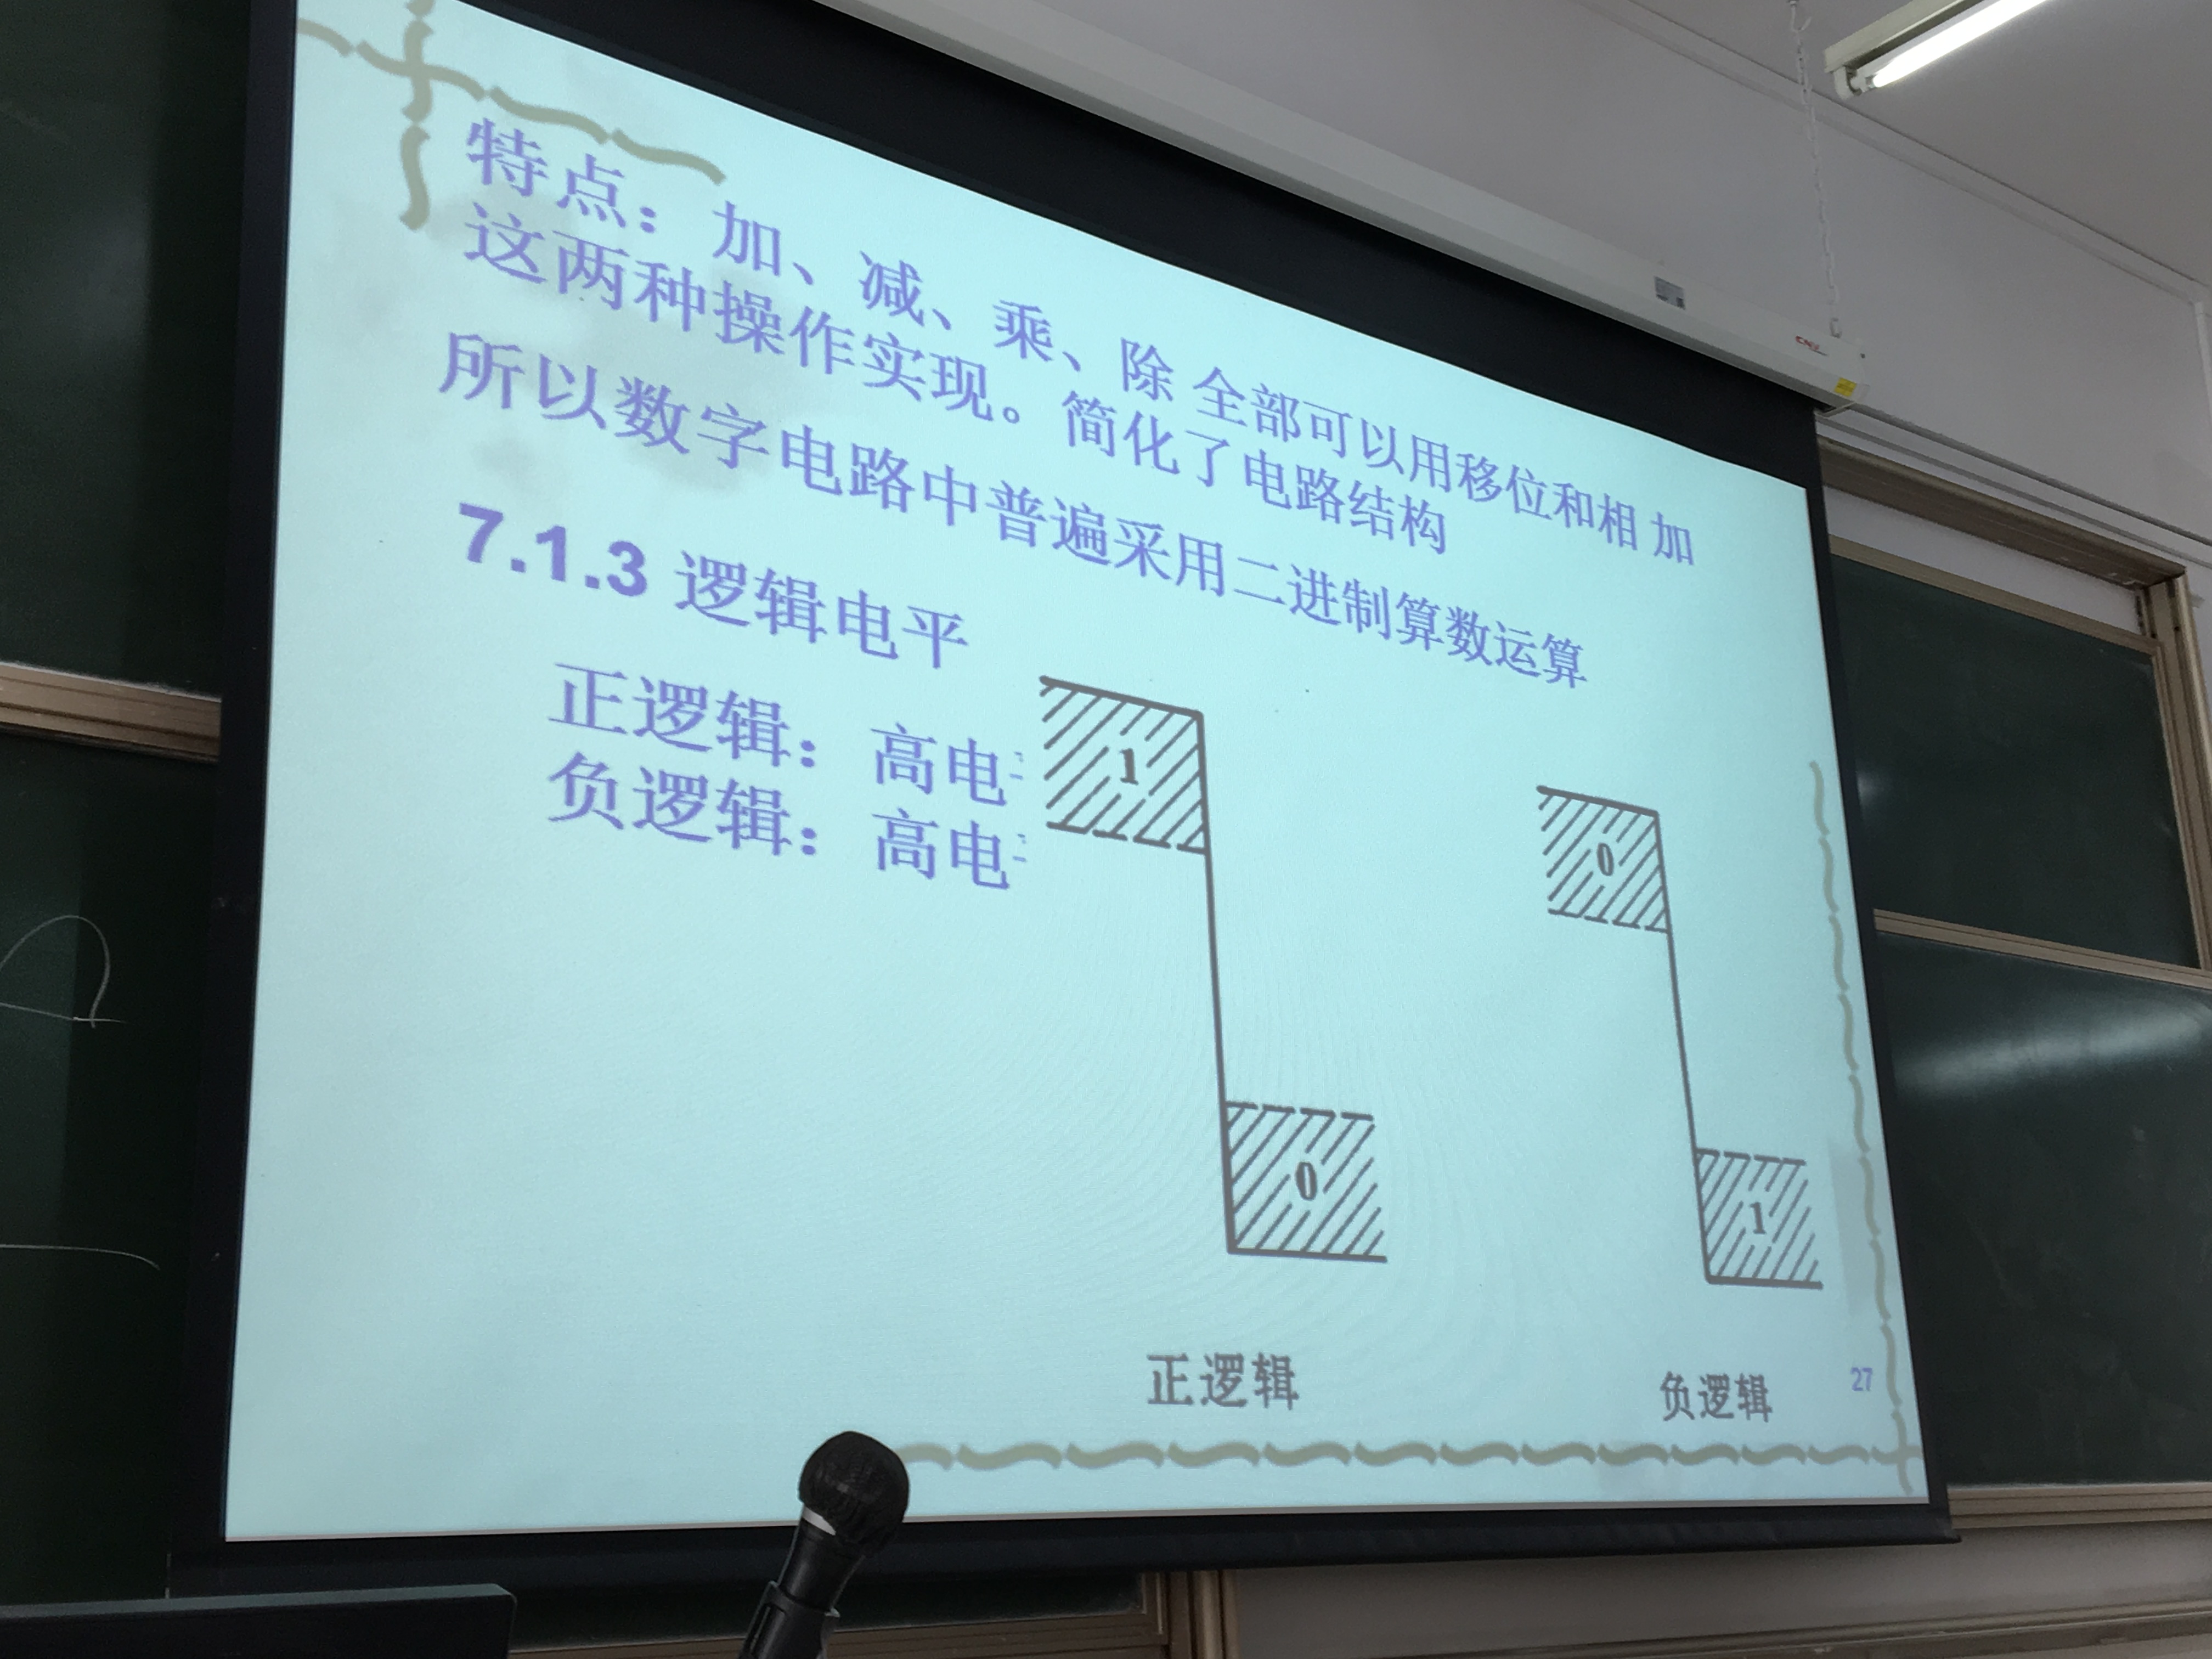 特点：加、减、乘、除 全部可以用移位和相 加
这两种操作实现。简化了电路结构
所以数字电路中普遍采用二进制算数运算
7.1.3 逻辑电平
正逻辑：高电
负逻辑：高电
1
0
0
1
正逻辑
负逻辑
27